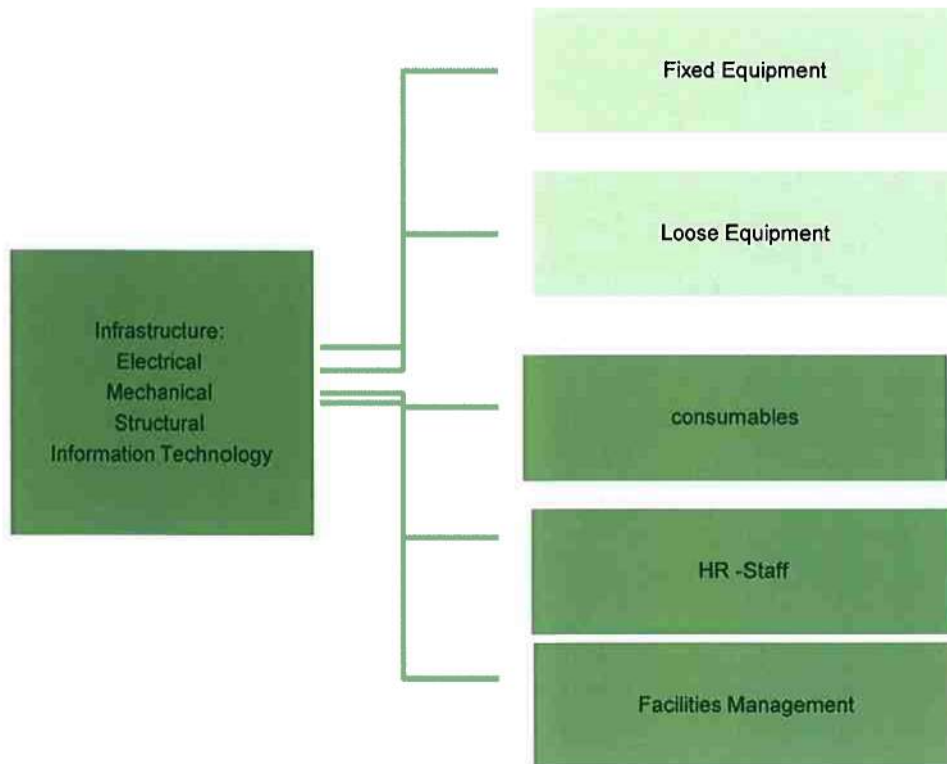 Fixed Equipment
Loose Equipment
Infrastructure:
Electrical
Mechanical
Structural
Information Technology
consumables
HR -Staff
Facilities Management